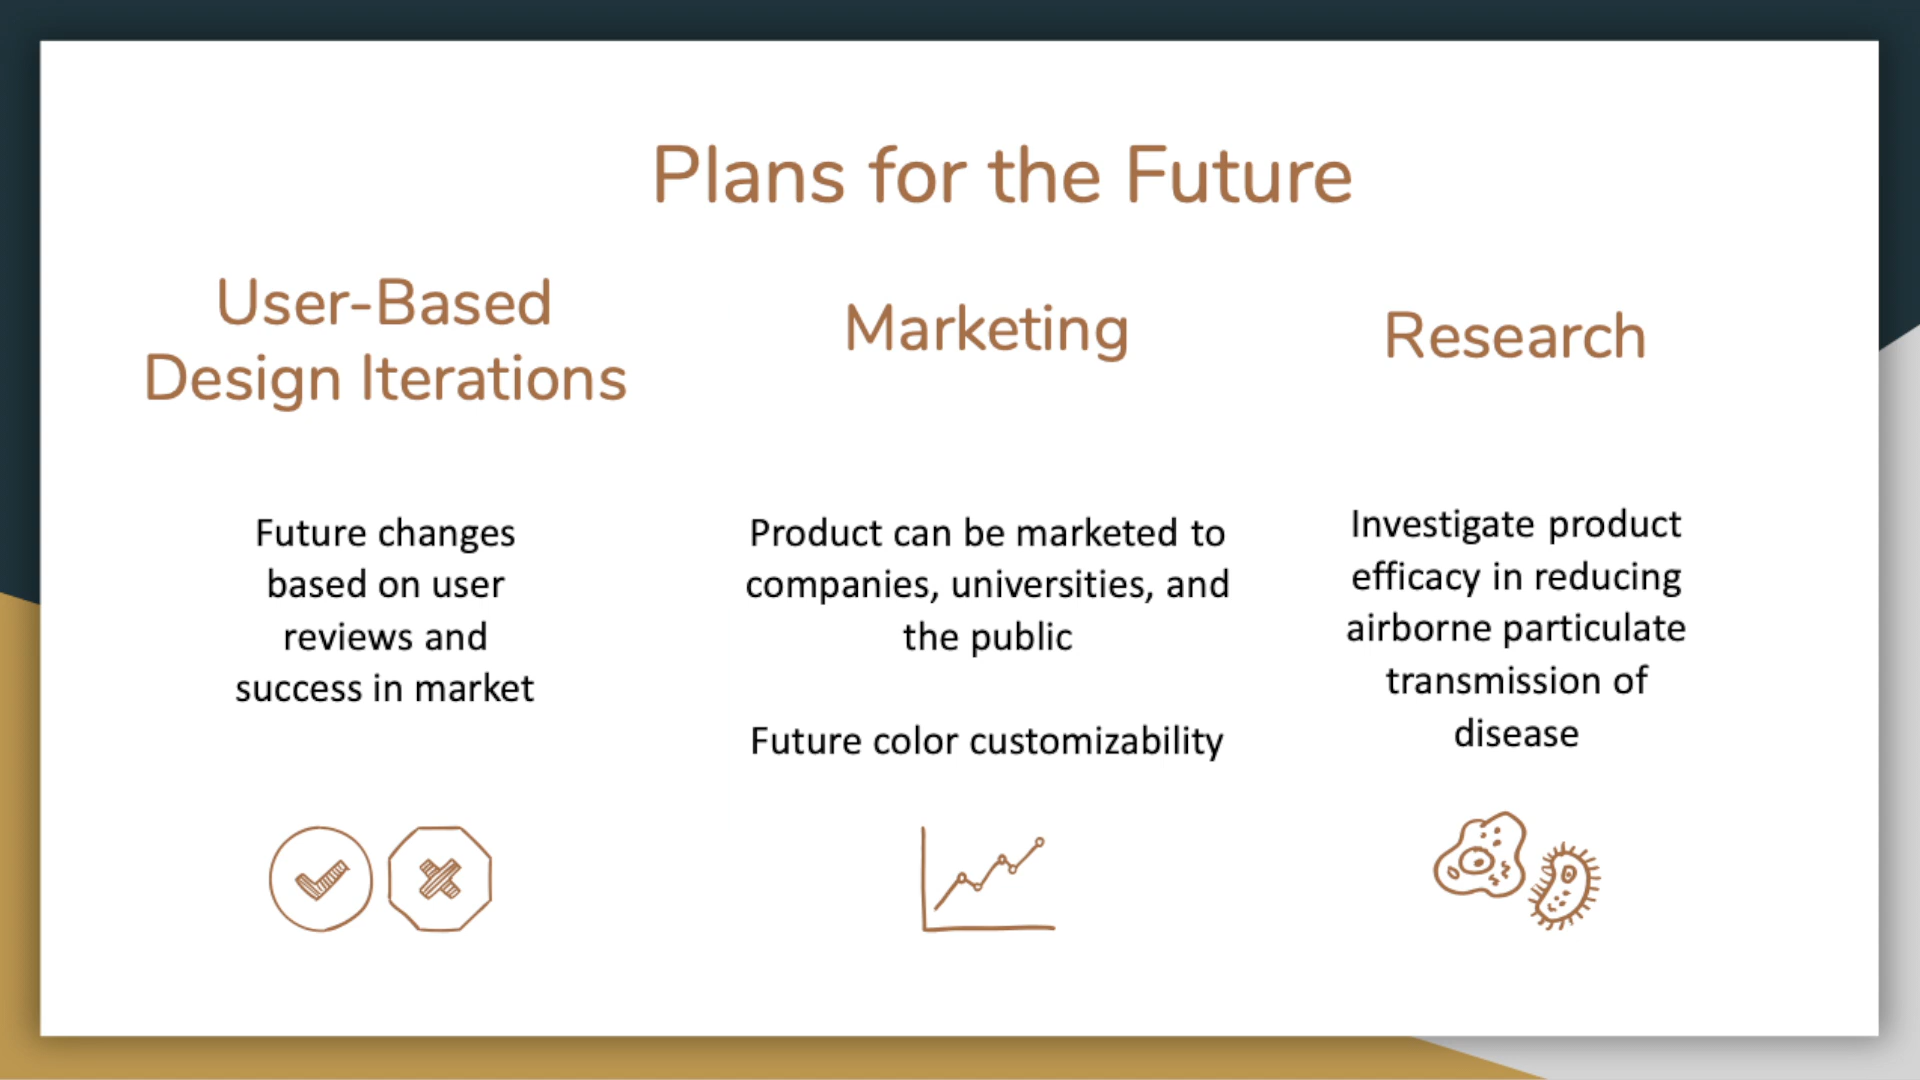 Plans for the Future
User-Based
Design Iterations
Future changes
based on user
reviews and
success in market
Marketing
Product can be marketed to
companies, universities, and
the public
Future color customizability
Research
Investigate product
efficacy in reducing
airborne particulate
transmission of
disease